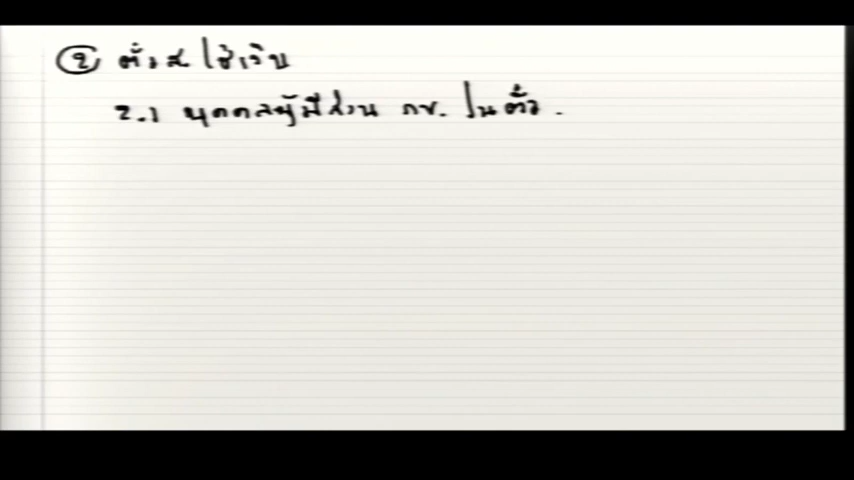 ② ตั๋วส ใช้เงิน
2.1 บุคคลผู้มีส่วน กข. ในตั๋ว.